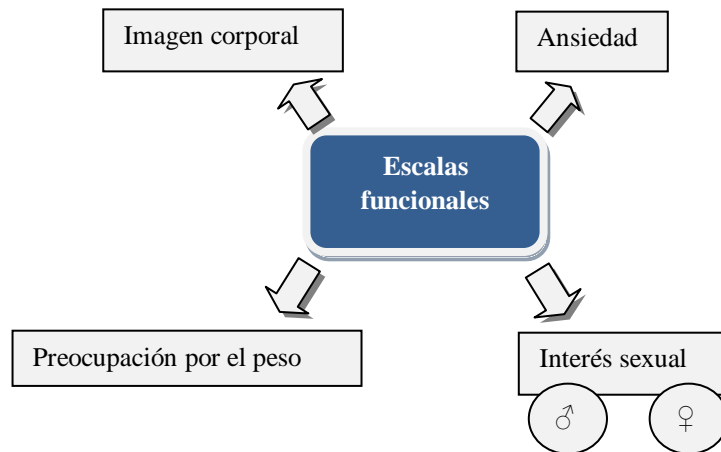 Imagen corporal
Ansiedad
Escalas
funcionales
Preocupación por el peso
Interés sexual
♂
♀